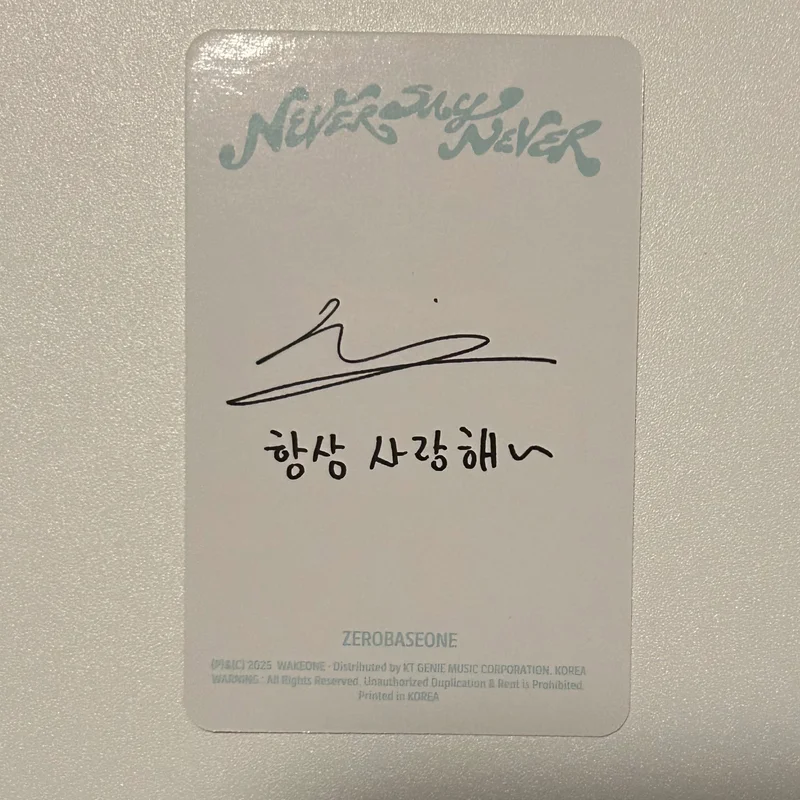 NEVER SAY NEVER
항상 사랑해~
ZEROBASEONE
(P)&(C) 2025 WAKEONE · Distributed by KT GENIE MUSIC CORPORATION. KOREA
WARNING : All Rights Reserved. Unauthorized Duplication & Rent is Prohibited.
Printed in KOREA